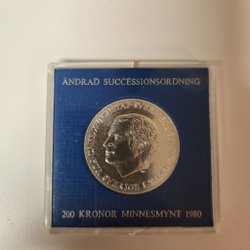 ÄNDRAD SUCCESSIONSORDNING
200 KRONOR MINNESMYNT 1980